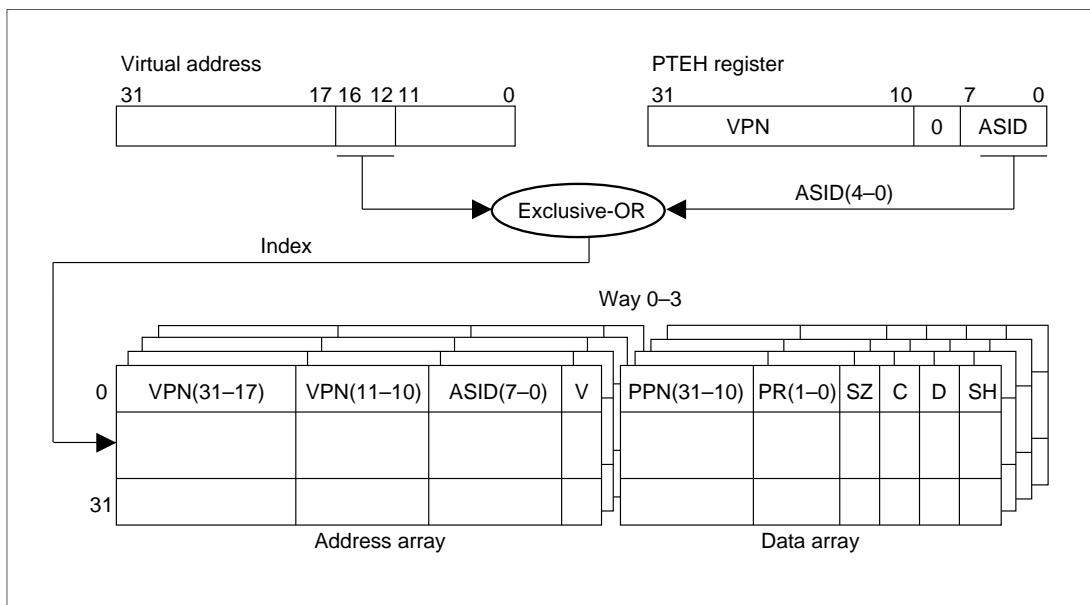 Virtual address
PTEH register
31 17 16 12 11 0
31 10 7 0
VPN 0 ASID
ASID(4–0)
Exclusive-OR
Index
Way 0–3
0 VPN(31–17) VPN(11–10) ASID(7–0) V PPN(31–10) PR(1–0) SZ C D SH
31
Address array
Data array